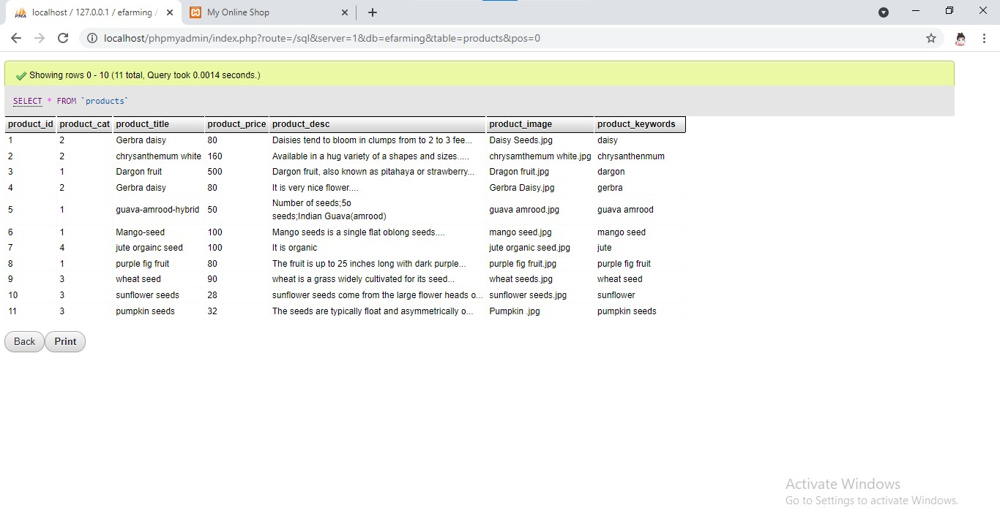 localhost / 127.0.0.1 / efarming / My Online Shop
localhost/phpmyadmin/index.php?route=/sql&server=1&db=efarming&table=products&pos=0
Showing rows 0 - 10 (11 total, Query took 0.0014 seconds.)
SELECT * FROM `products`
product_id product_cat product_title product_price product_desc product_image product_keywords
1 2 Gerbra daisy 80 Daisies tend to bloom in clumps from to 2 to 3 fee... Daisy Seeds.jpg daisy
2 2 chrysanthemum white 160 Available in a hug variety of a shapes and sizes..... chrysamthemum white.jpg chrysanthenmum
3 1 Dargon fruit 500 Dargon fruit, also known as pitahaya or strawberry... Dragon fruit.jpg dargon
4 2 Gerbra daisy 80 It is very nice flower.... Gerbra Daisy.jpg gerbra
5 1 guava-amrood-hybrid 50 Number of seeds;5o
seeds;Indian Guava(amrood) guava amrood.jpg guava amrood
6 1 Mango-seed 100 Mango seeds is a single flat oblong seeds.... mango seed.jpg mango seed
7 4 jute orgainc seed 100 It is organic jute organic seed.jpg jute
8 1 purple fig fruit 80 The fruit is up to 25 inches long with dark purple... purple fig fruit.jpg purple fig fruit
9 3 wheat seed 90 wheat is a grass widely cultivated for its seed... wheat seeds.jpg wheat seed
10 3 sunflower seeds 28 sunflower seeds come from the large flower heads o... sunflower seeds.jpg sunflower
11 3 pumpkin seeds 32 The seeds are typically float and asymmetrically o... Pumpkin .jpg pumpkin seeds
Back Print
Activate Windows
Go to Settings to activate Windows.